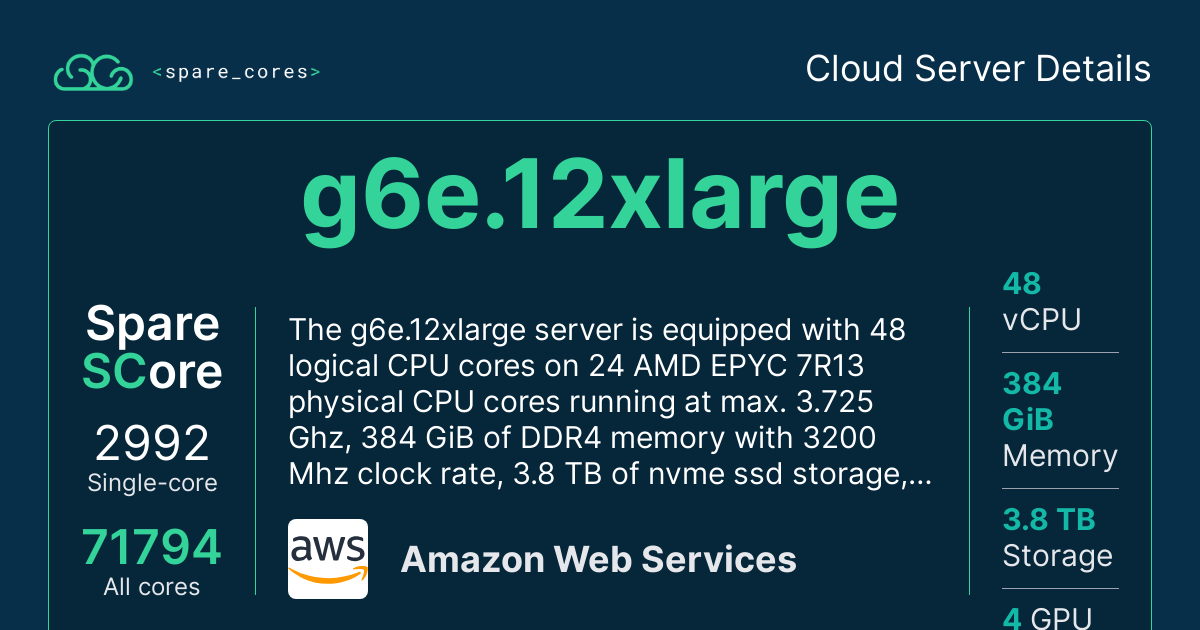 <spare_cores>
Cloud Server Details
g6e.12xlarge
Spare
SCore
2992
Single-core
71794
All cores
The g6e.12xlarge server is equipped with 48
logical CPU cores on 24 AMD EPYC 7R13
physical CPU cores running at max. 3.725
Ghz, 384 GiB of DDR4 memory with 3200
Mhz clock rate, 3.8 TB of nvme ssd storage,...
aws
Amazon Web Services
48
vCPU
384
GiB
Memory
3.8 TB
Storage
4 GPU